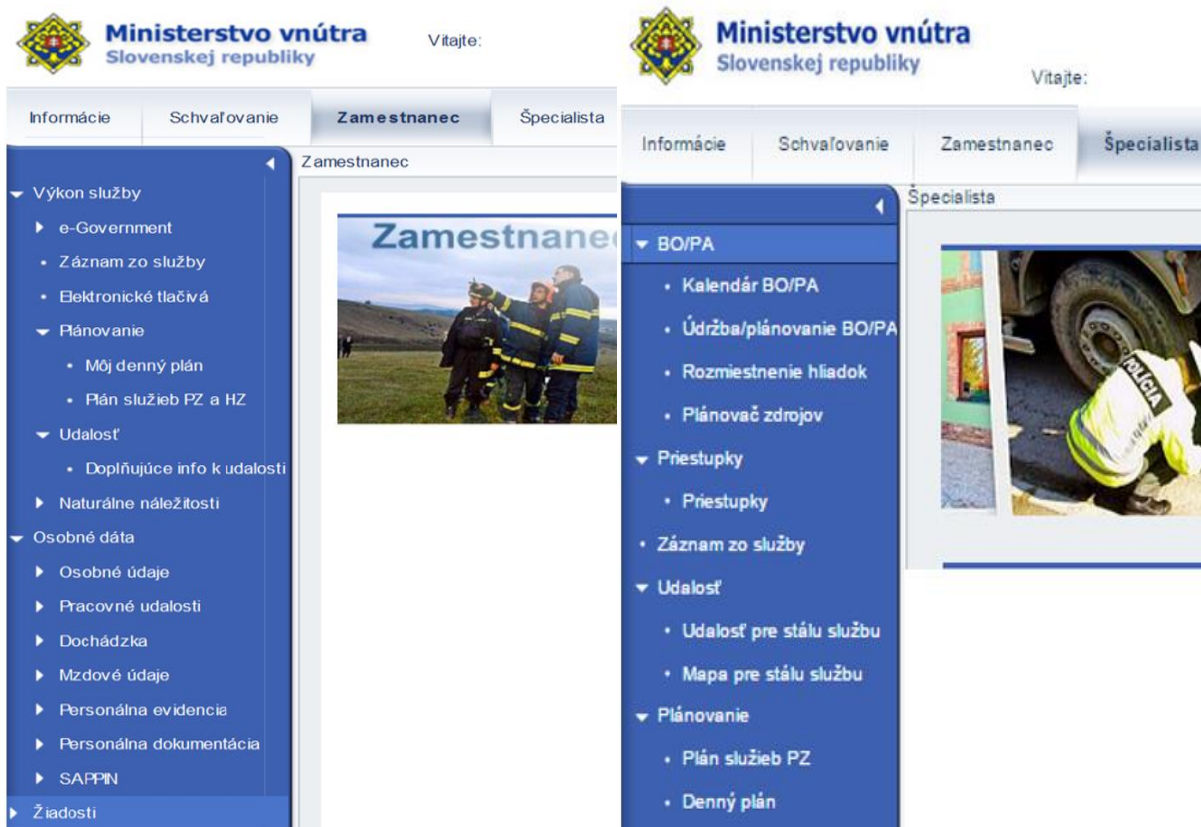 Ministerstvo vnútra
Slovenskej republiky
Vitajte:
Informácie
Schvaľovanie
Zamestnanec
Špecialista
Zamestnanec
Výkon služby
e-Government
Záznam zo služby
Elektronické tlačivá
Plánovanie
Môj denný plán
Plán služieb PZ a HZ
Udalosť
Doplňujúce info k udalosti
Naturálne náležitosti
Osobné dáta
Osobné údaje
Pracovné udalosti
Dochádzka
Mzdové údaje
Personálna evidencia
Personálna dokumentácia
SAPPIN
Žiadosti
Zamestnane
Ministerstvo vnútra
Slovenskej republiky
Vitajte:
Informácie
Schvaľovanie
Zamestnanec
Špecialista
Špecialista
BO/PA
Kalendár BO/PA
Údržba/plánovanie BO/PA
Rozmiestnenie hliadok
Plánovač zdrojov
Priestupky
Priestupky
Záznam zo služby
Udalosť
Udalosť pre stálu službu
Mapa pre stálu službu
Plánovanie
Plán služieb PZ
Denný plán
POLÍCIA